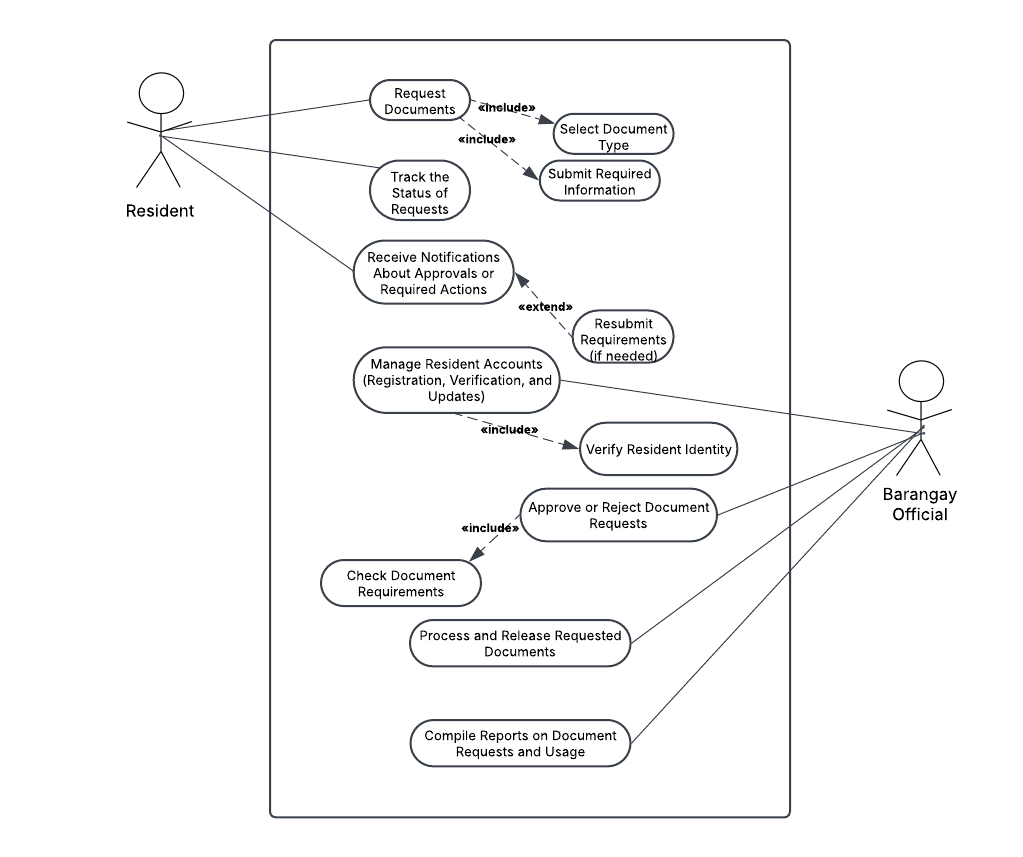 Request
Documents
«include»
Select Document
Type
«include»
Submit Required
Information
Track the
Status of
Requests
Resident
Receive Notifications
About Approvals or
Required Actions
«extend»
Resubmit
Requirements
(if needed)
Manage Resident Accounts
(Registration, Verification, and
Updates)
«include»
Verify Resident Identity
Barangay
Official
Approve or Reject Document
Requests
«include»
Check Document
Requirements
Process and Release Requested
Documents
Compile Reports on Document
Requests and Usage